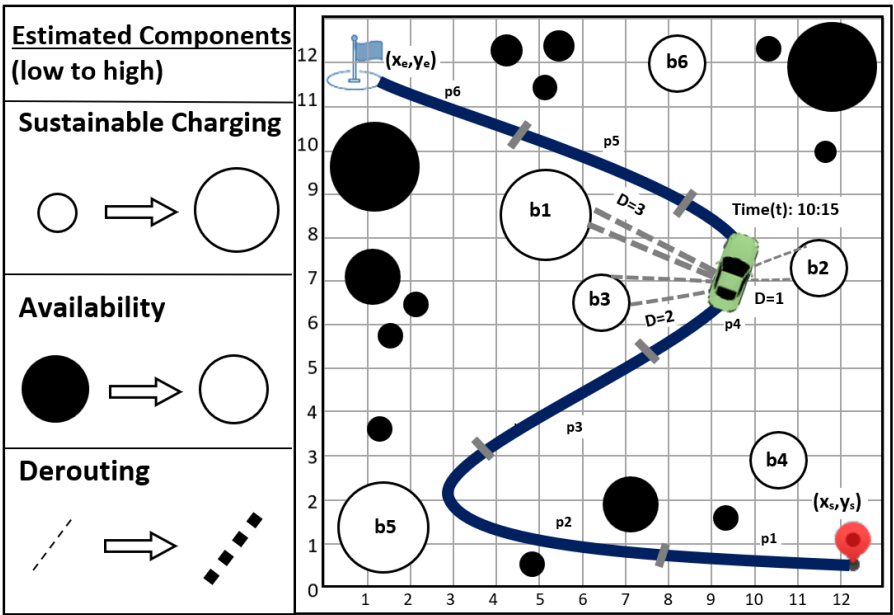 Estimated Components
(low to high)
Sustainable Charging
Availability
Derouting
12
11
10
9
8
7
6
5
4
3
2
1
0
1 2 3 4 5 6 7 8 9 10 11 12
(xₑ,yₑ)
p6
b6
p5
b1
D=3
Time(t): 10:15
b2
b3
D=1
D=2
p4
p3
b4
(xₛ,yₛ)
b5
p2
p1